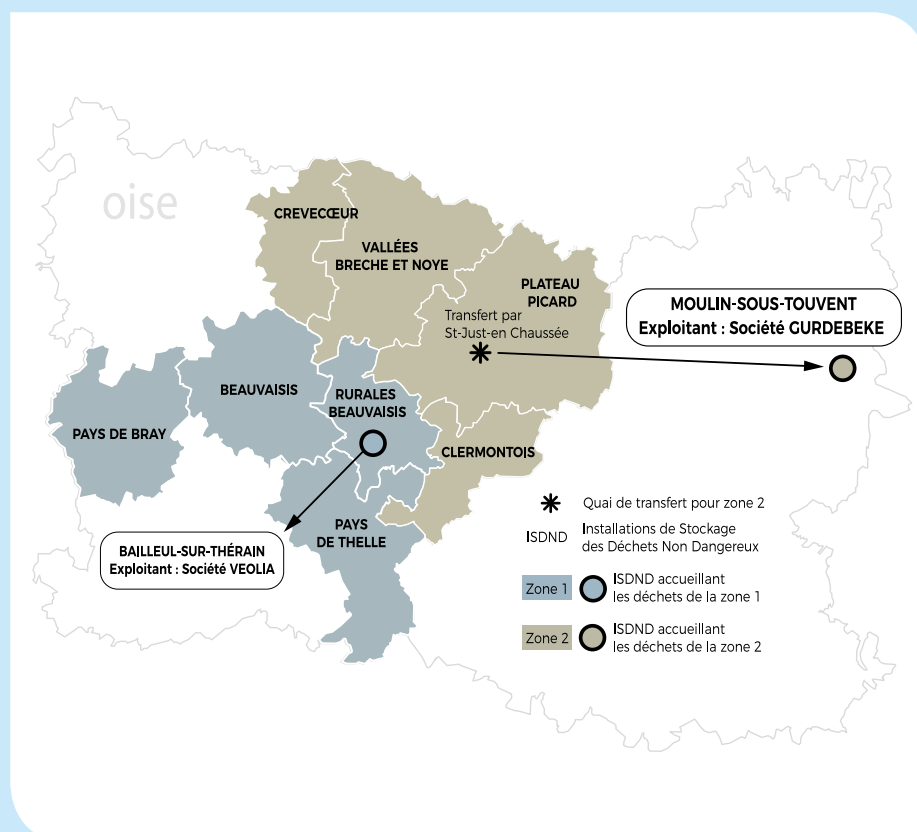 oise
CREVECŒUR
VALLÉES
BRECHE ET NOYE
PLATEAU
PICARD
Transfert par
St-Just-en Chaussée
MOULIN-SOUS-TOUVENT
Exploitant : Société GURDEBEKE
BEAUVAISIS
RURALES
BEAUVAISIS
PAYS DE BRAY
CLERMONTOIS
PAYS
DE THELLE
BAILLEUL-SUR-THÉRAIN
Exploitant : Société VEOLIA
Quai de transfert pour zone 2
ISDND Installations de Stockage
des Déchets Non Dangereux
Zone 1 ISDND accueillant
les déchets de la zone 1
Zone 2 ISDND accueillant
les déchets de la zone 2